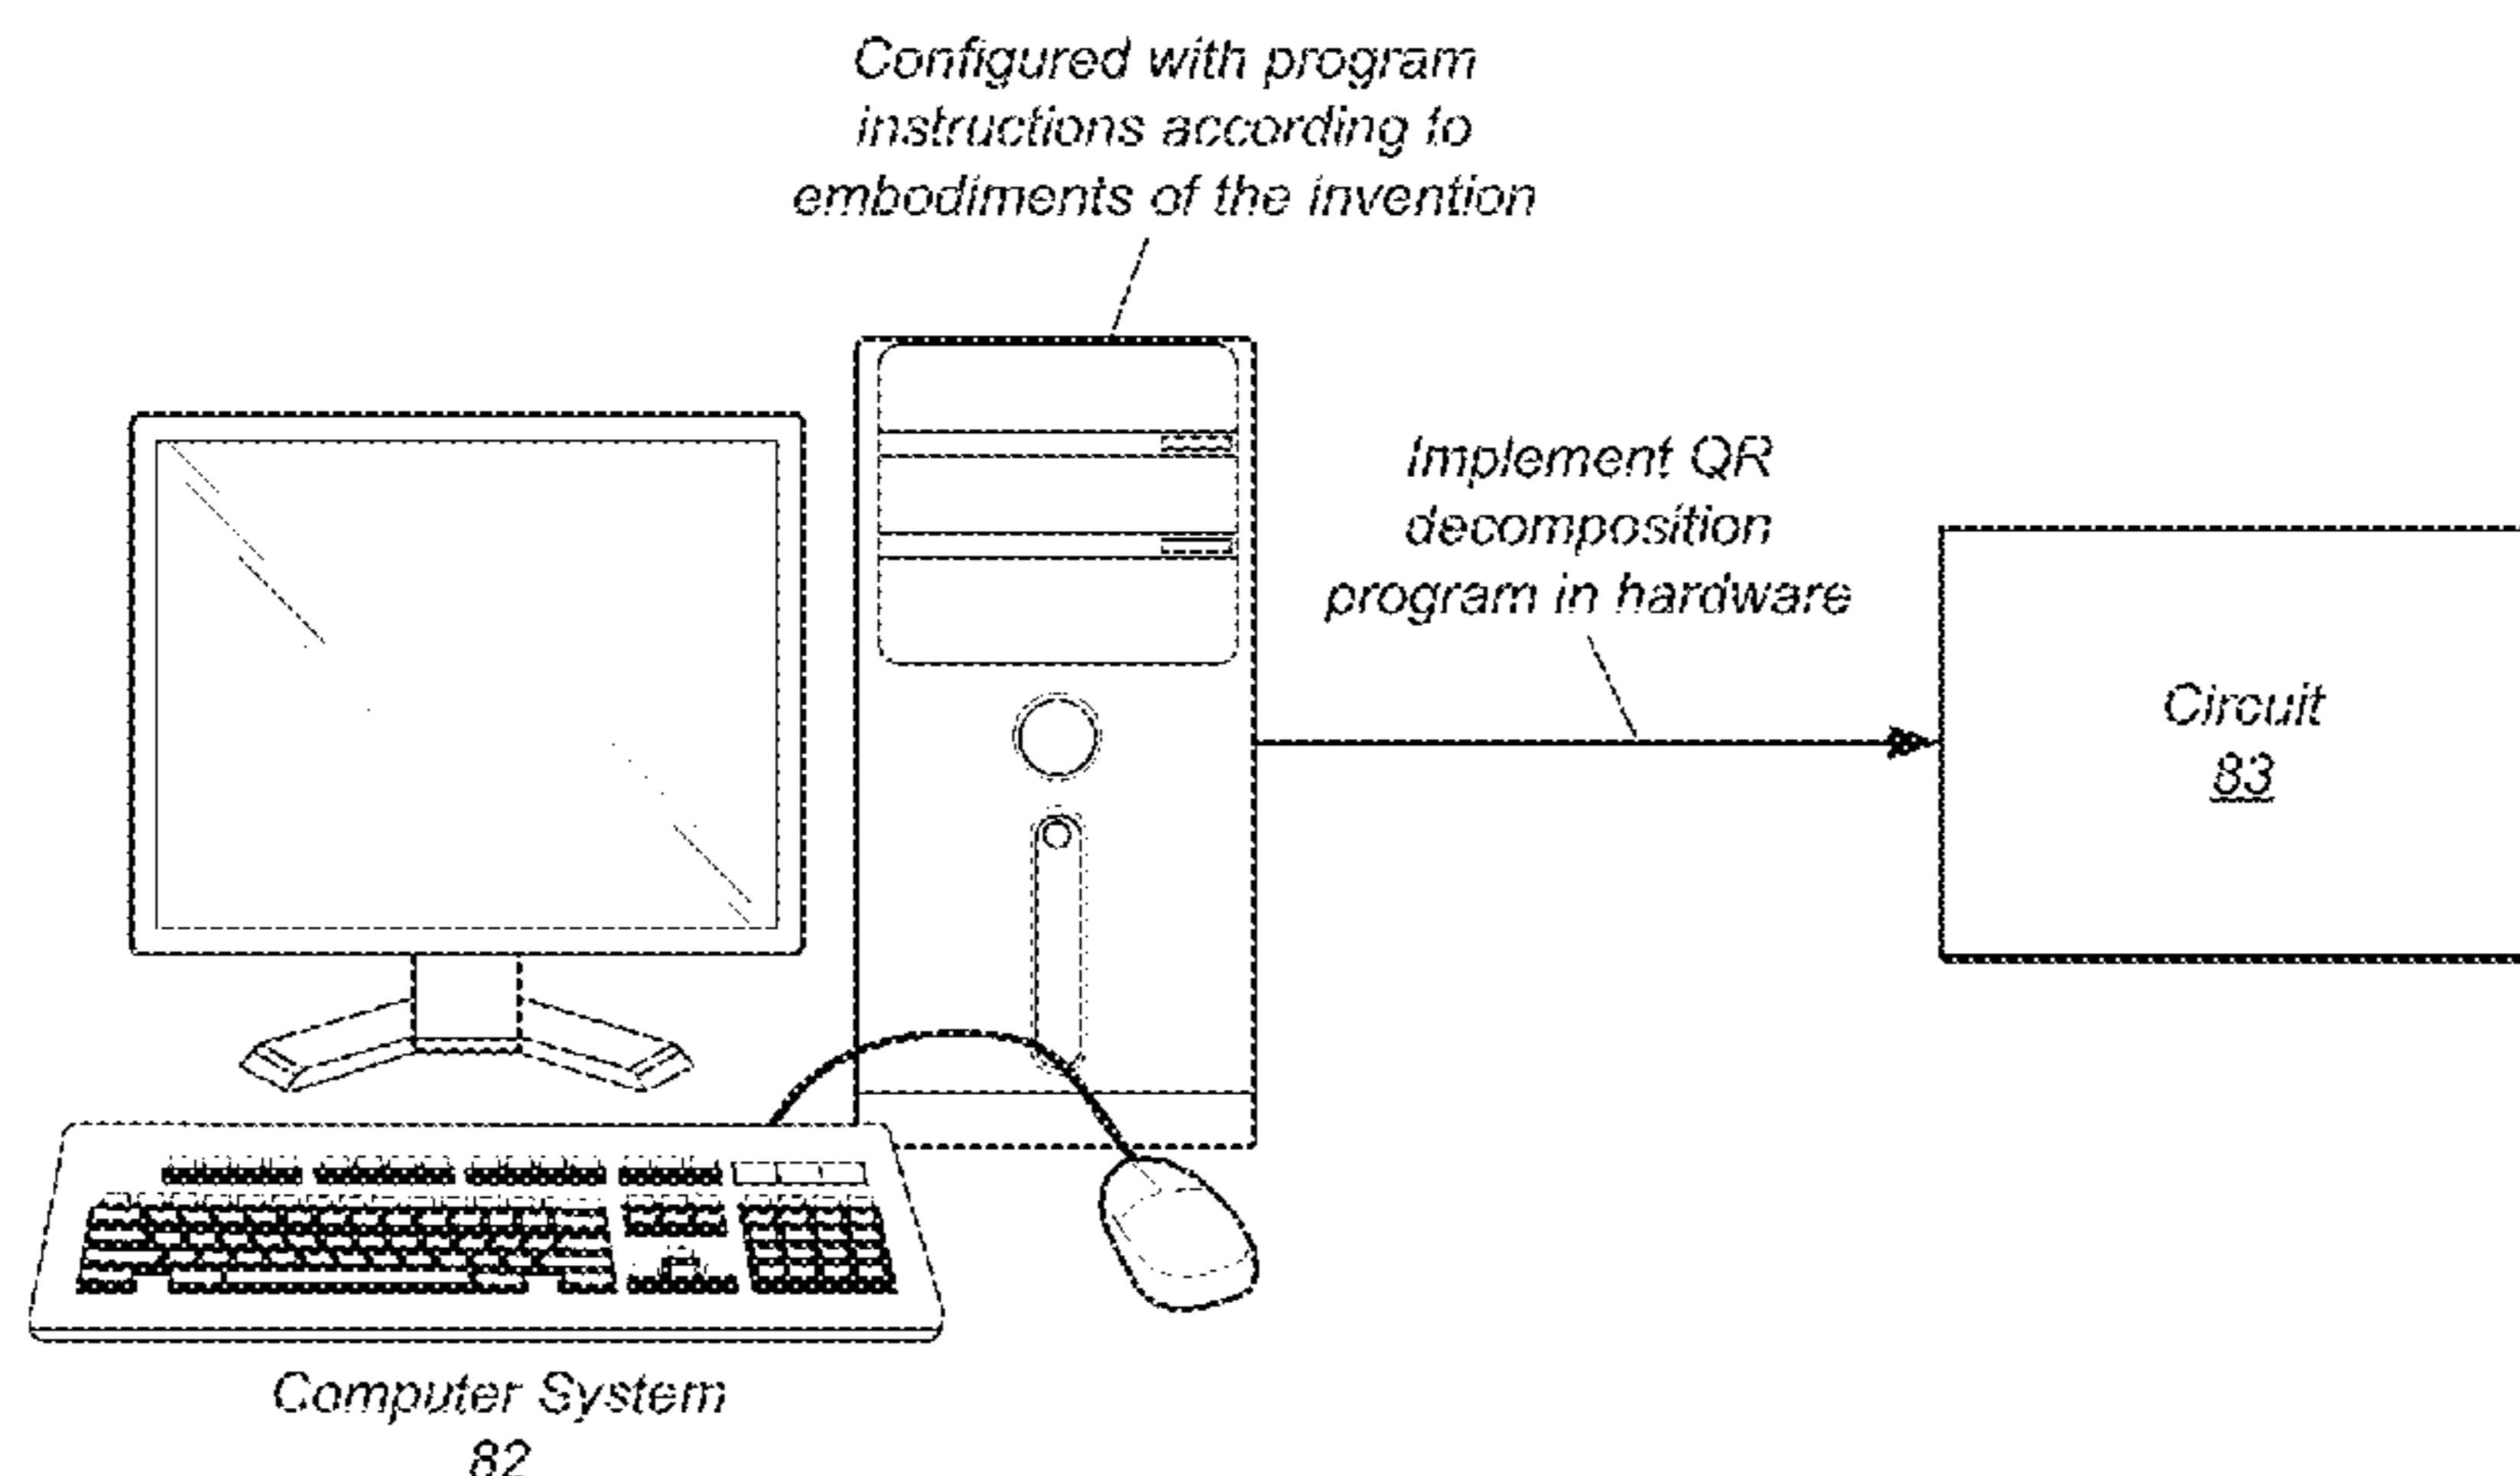 Configured with program
instructions according to
embodiments of the invention
Implement QR
decomposition
program in hardware
Circuit
83
Computer System
82